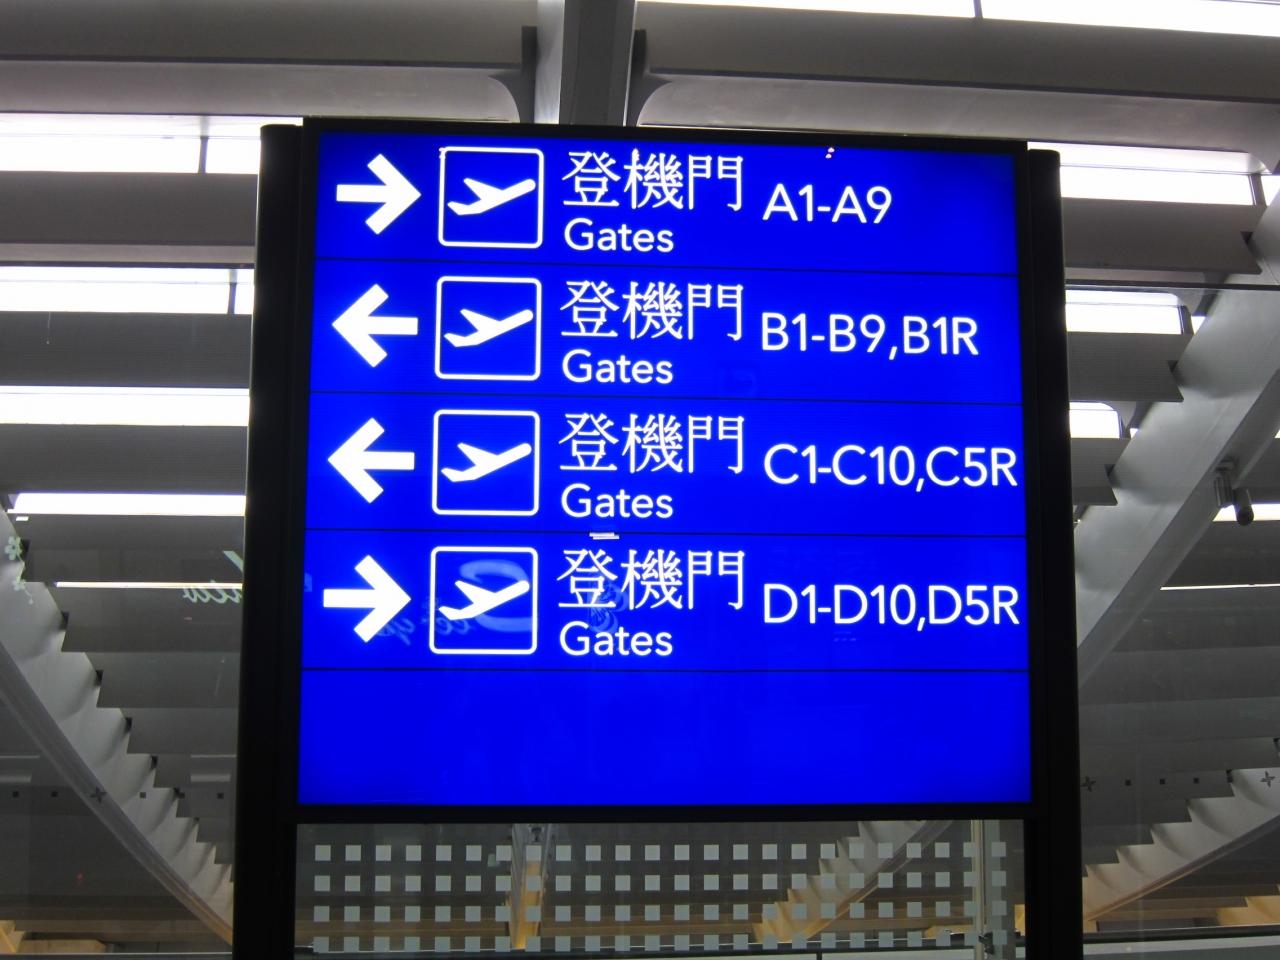 登機門 A1-A9
Gates
登機門 B1-B9,B1R
Gates
登機門 C1-C10,C5R
Gates
登機門 D1-D10,D5R
Gates